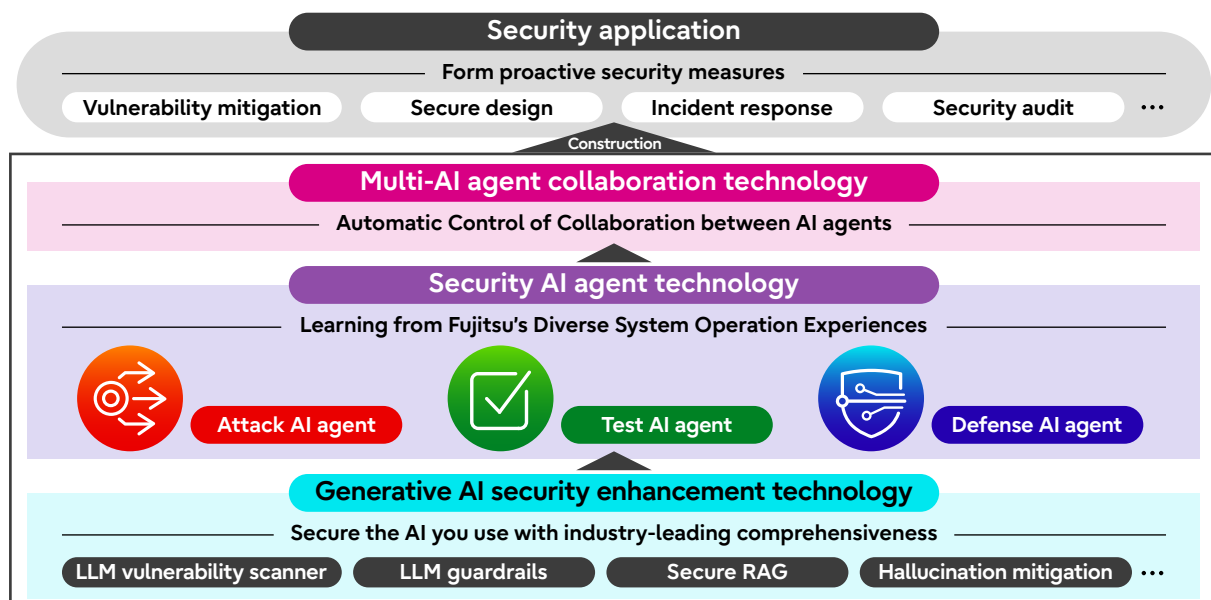 Security application
Form proactive security measures
Vulnerability mitigation
Secure design
Incident response
Security audit
...
Construction
Multi-AI agent collaboration technology
Automatic Control of Collaboration between AI agents
Security AI agent technology
Learning from Fujitsu's Diverse System Operation Experiences
Attack AI agent
Test AI agent
Defense AI agent
Generative AI security enhancement technology
Secure the AI you use with industry-leading comprehensiveness
LLM vulnerability scanner
LLM guardrails
Secure RAG
Hallucination mitigation
...